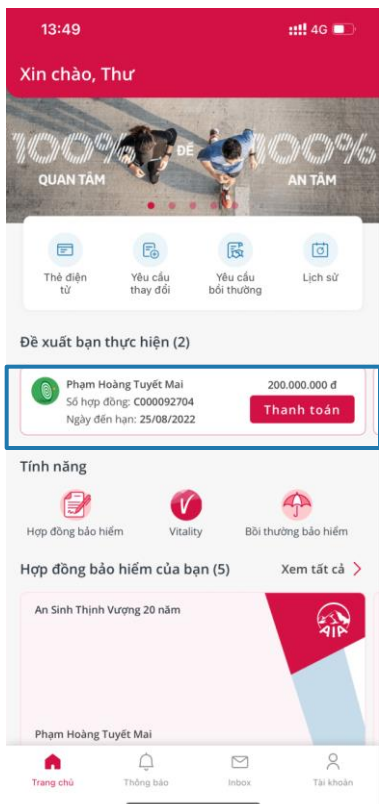 13:49
4G
Xin chào, Thư
100% ĐỂ 100%
QUAN TÂM AN TÂM
Thẻ điện từ
Yêu cầu thay đổi
Yêu cầu bồi thường
Lịch sử
Đề xuất bạn thực hiện (2)
Phạm Hoàng Tuyết Mai 200.000.000 đ
Số hợp đồng: C000092704
Thanh toán
Ngày đến hạn: 25/08/2022
Tính năng
Hợp đồng bảo hiểm Vitality Bồi thường bảo hiểm
Hợp đồng bảo hiểm của bạn (5) Xem tất cả
An Sinh Thịnh Vượng 20 năm
AIA
Phạm Hoàng Tuyết Mai
Trang chủ Thông báo Inbox Tài khoản